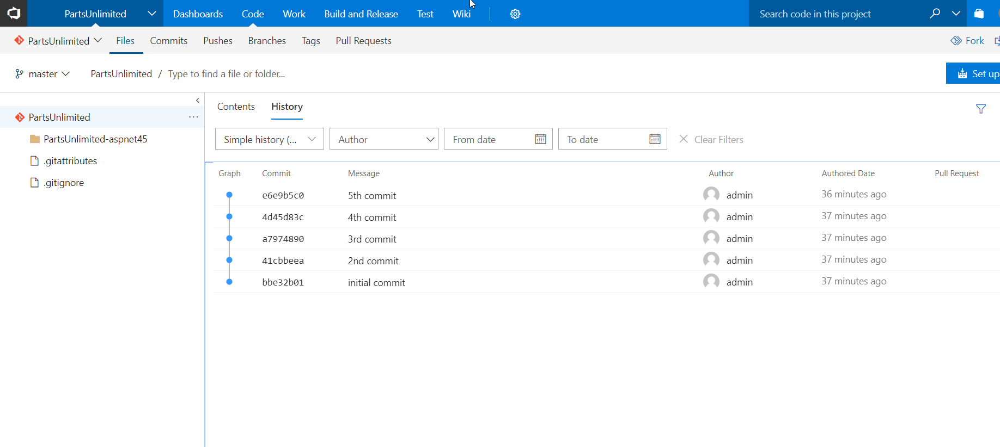 PartsUnlimited Dashboards Code Work Build and Release Test Wiki Search code in this project
PartsUnlimited Files Commits Pushes Branches Tags Pull Requests Fork
master PartsUnlimited / Type to find a file or folder... Set up
Contents History
PartsUnlimited ...
PartsUnlimited-aspnet45
.gitattributes
.gitignore
Simple history (... Author From date To date Clear Filters
Graph Commit Message Author Authored Date Pull Request
e6e9b5c0 5th commit admin 36 minutes ago
4d45d83c 4th commit admin 37 minutes ago
a7974890 3rd commit admin 37 minutes ago
41cbbeea 2nd commit admin 37 minutes ago
bbe32b01 initial commit admin 37 minutes ago